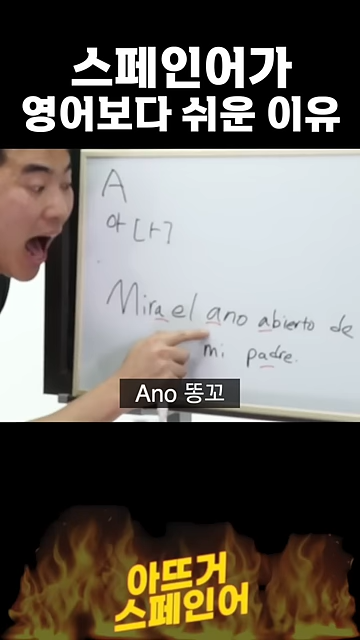 스페인어가
영어보다 쉬운 이유
A
아 [ㅏ]
Mira el ano abierto de
mi padre.
Ano 똥꼬
아뜨거
스페인어